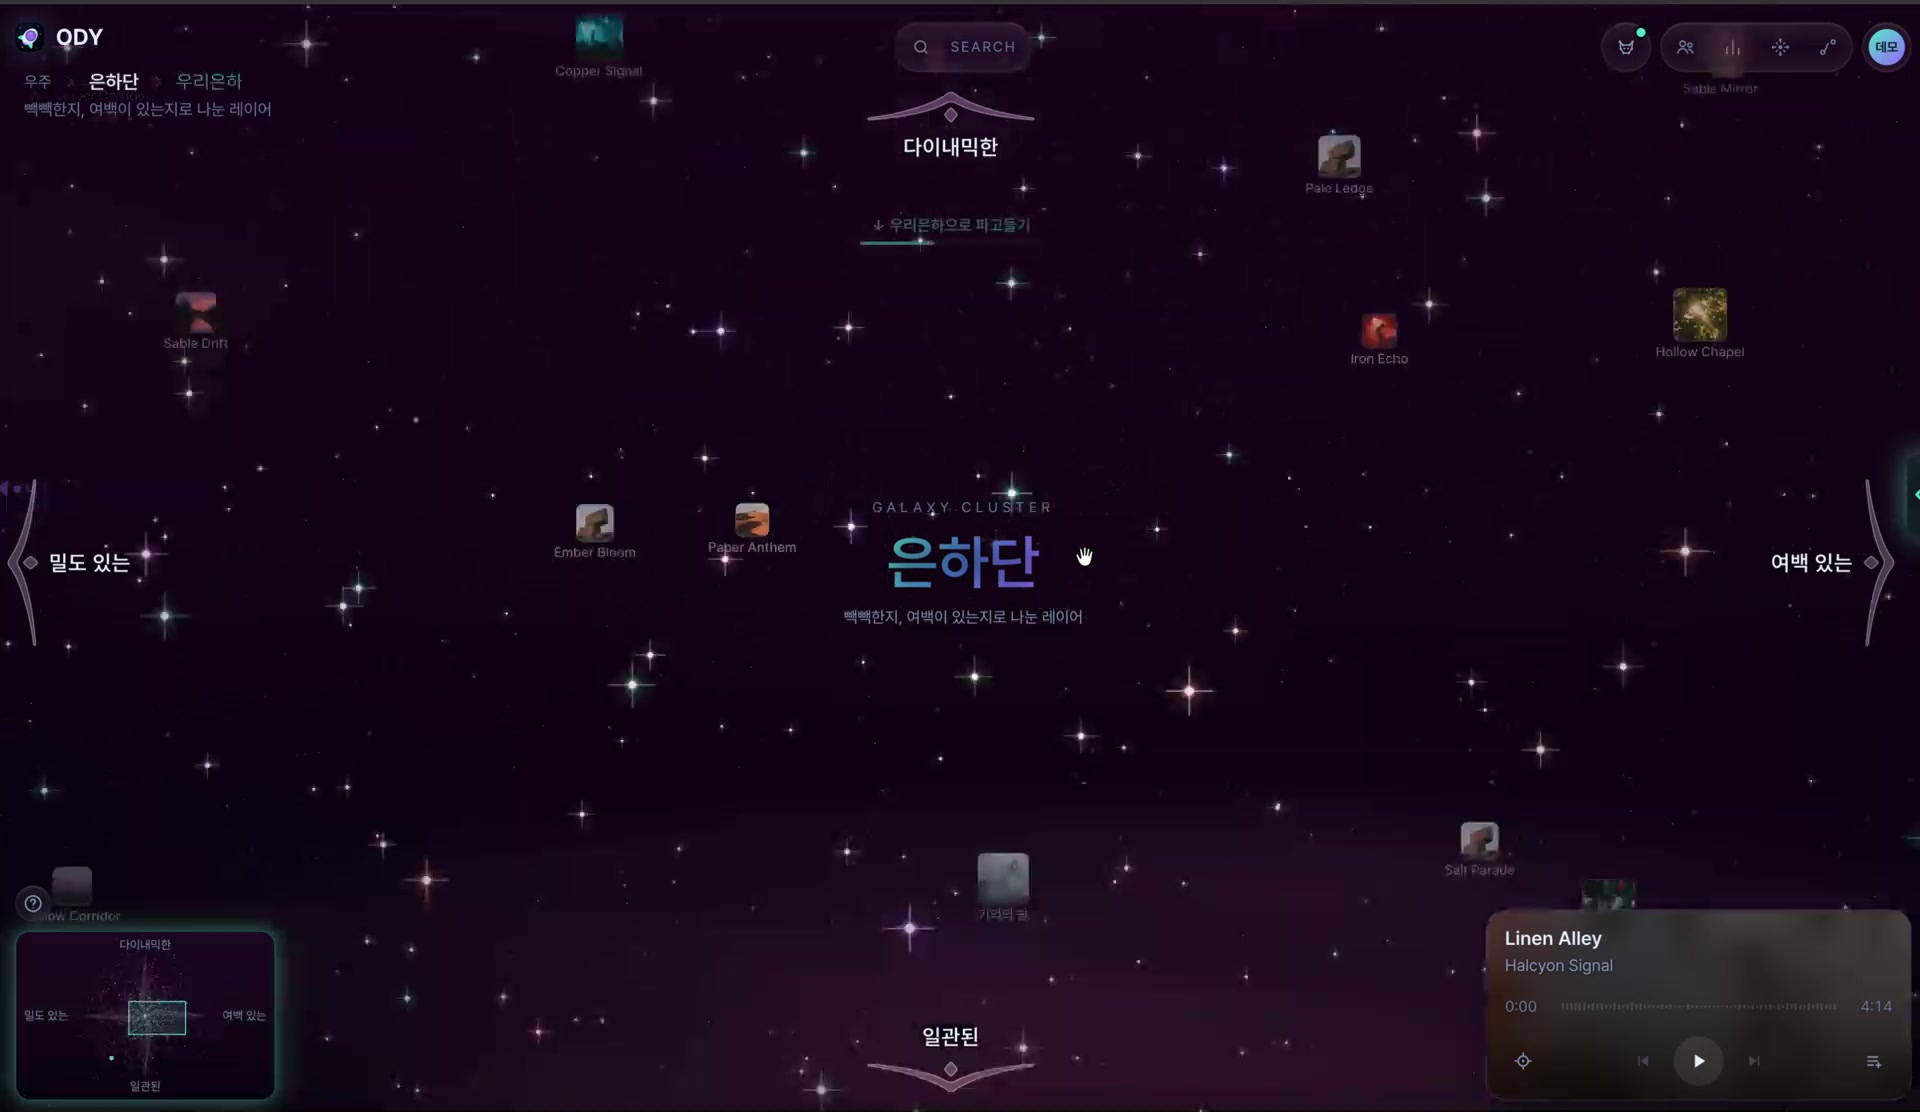 ODY
SEARCH
데모
우주 은하단 우리은하
빽빽한지, 여백이 있는지로 나눈 레이어
Copper Signal
Sable Mirror
다이내믹한
Pale Ledge
↓ 우리은하으로 파고들기
Sable Drift
Iron Echo
Hollow Chapel
GALAXY CLUSTER
은하단
빽빽한지, 여백이 있는지로 나눈 레이어
Ember Bloom
Paper Anthem
밀도 있는
여백 있는
Salt Parade
Corridor
일관된
다이내믹한
밀도 있는
여백 있는
일관된
Linen Alley
Halcyon Signal
0:00
4:14